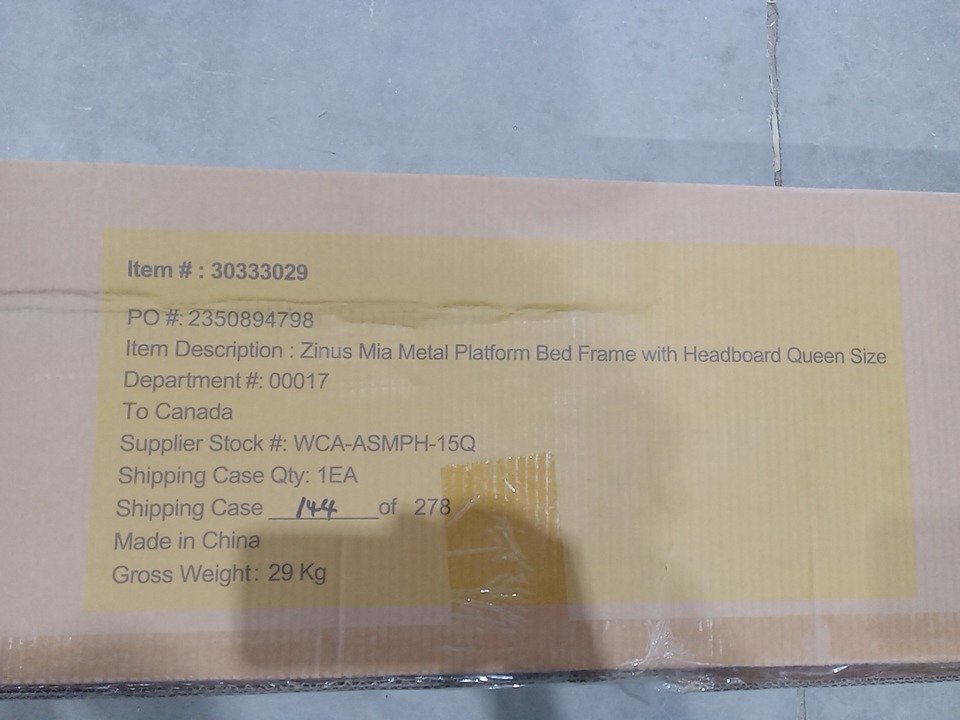 Item # : 30333029
PO #: 2350894798
Item Description : Zinus Mia Metal Platform Bed Frame with Headboard Queen Size
Department #: 00017
To Canada
Supplier Stock #: WCA-ASMPH-15Q
Shipping Case Qty: 1EA
Shipping Case 144 of 278
Made in China
Gross Weight: 29 Kg